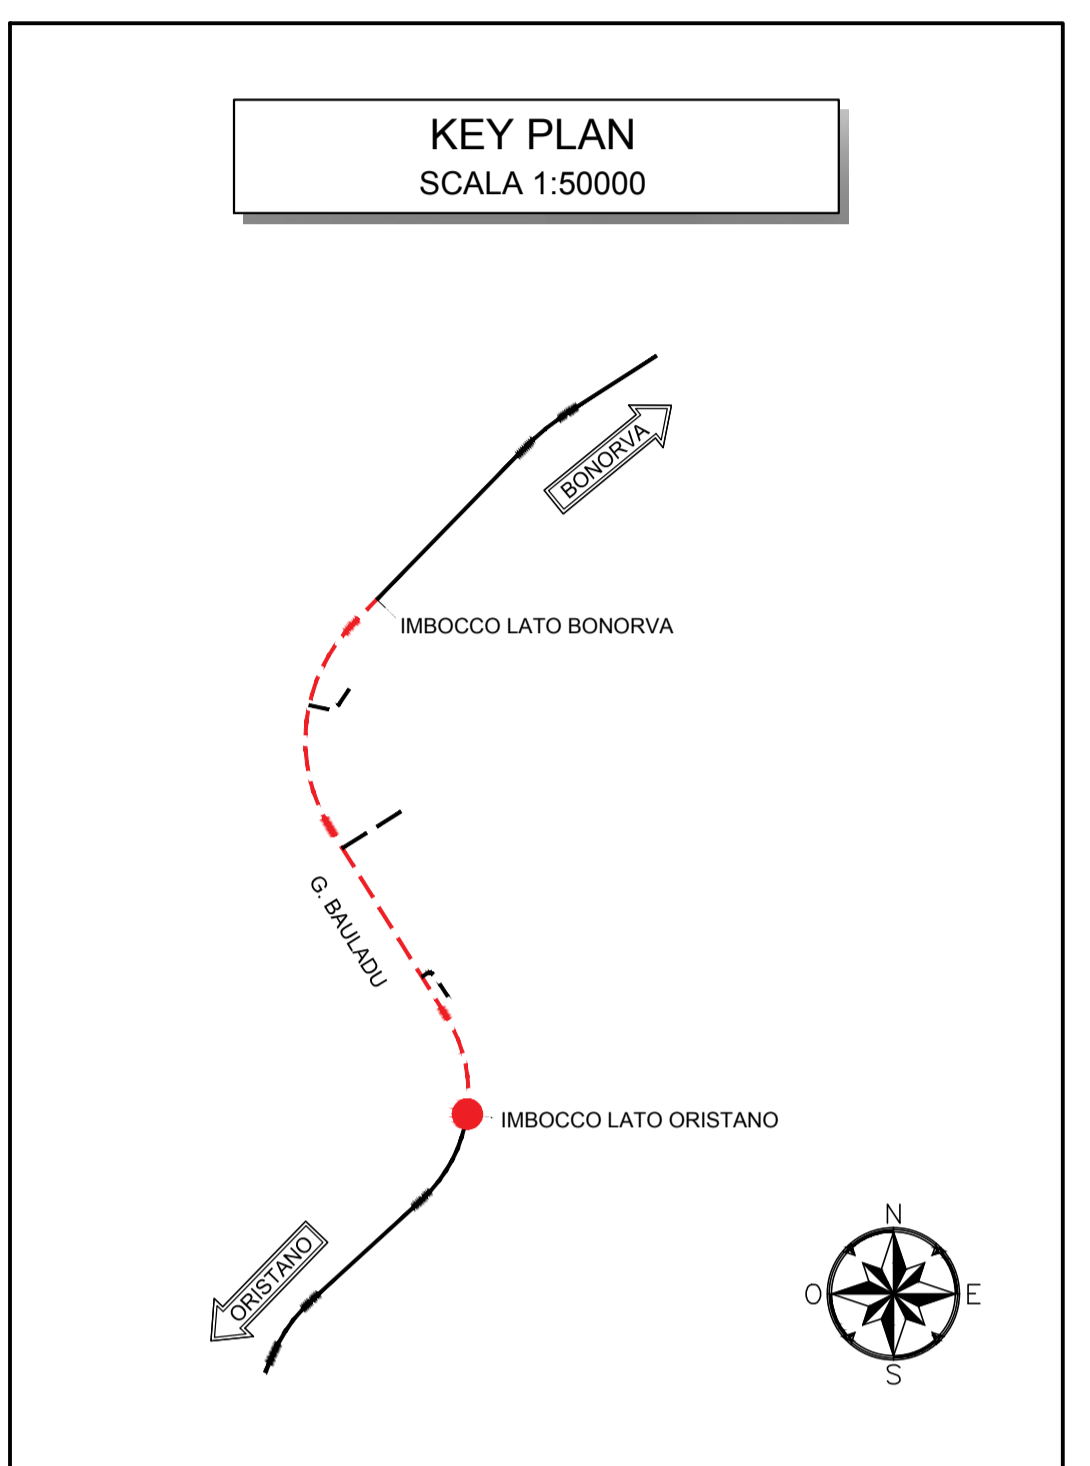 KEY PLAN
SCALA 1:50000
BONORVA
IMBOCCO LATO BONORVA
G. BAULADU
IMBOCCO LATO ORISTANO
ORISTANO
N
O
E
S